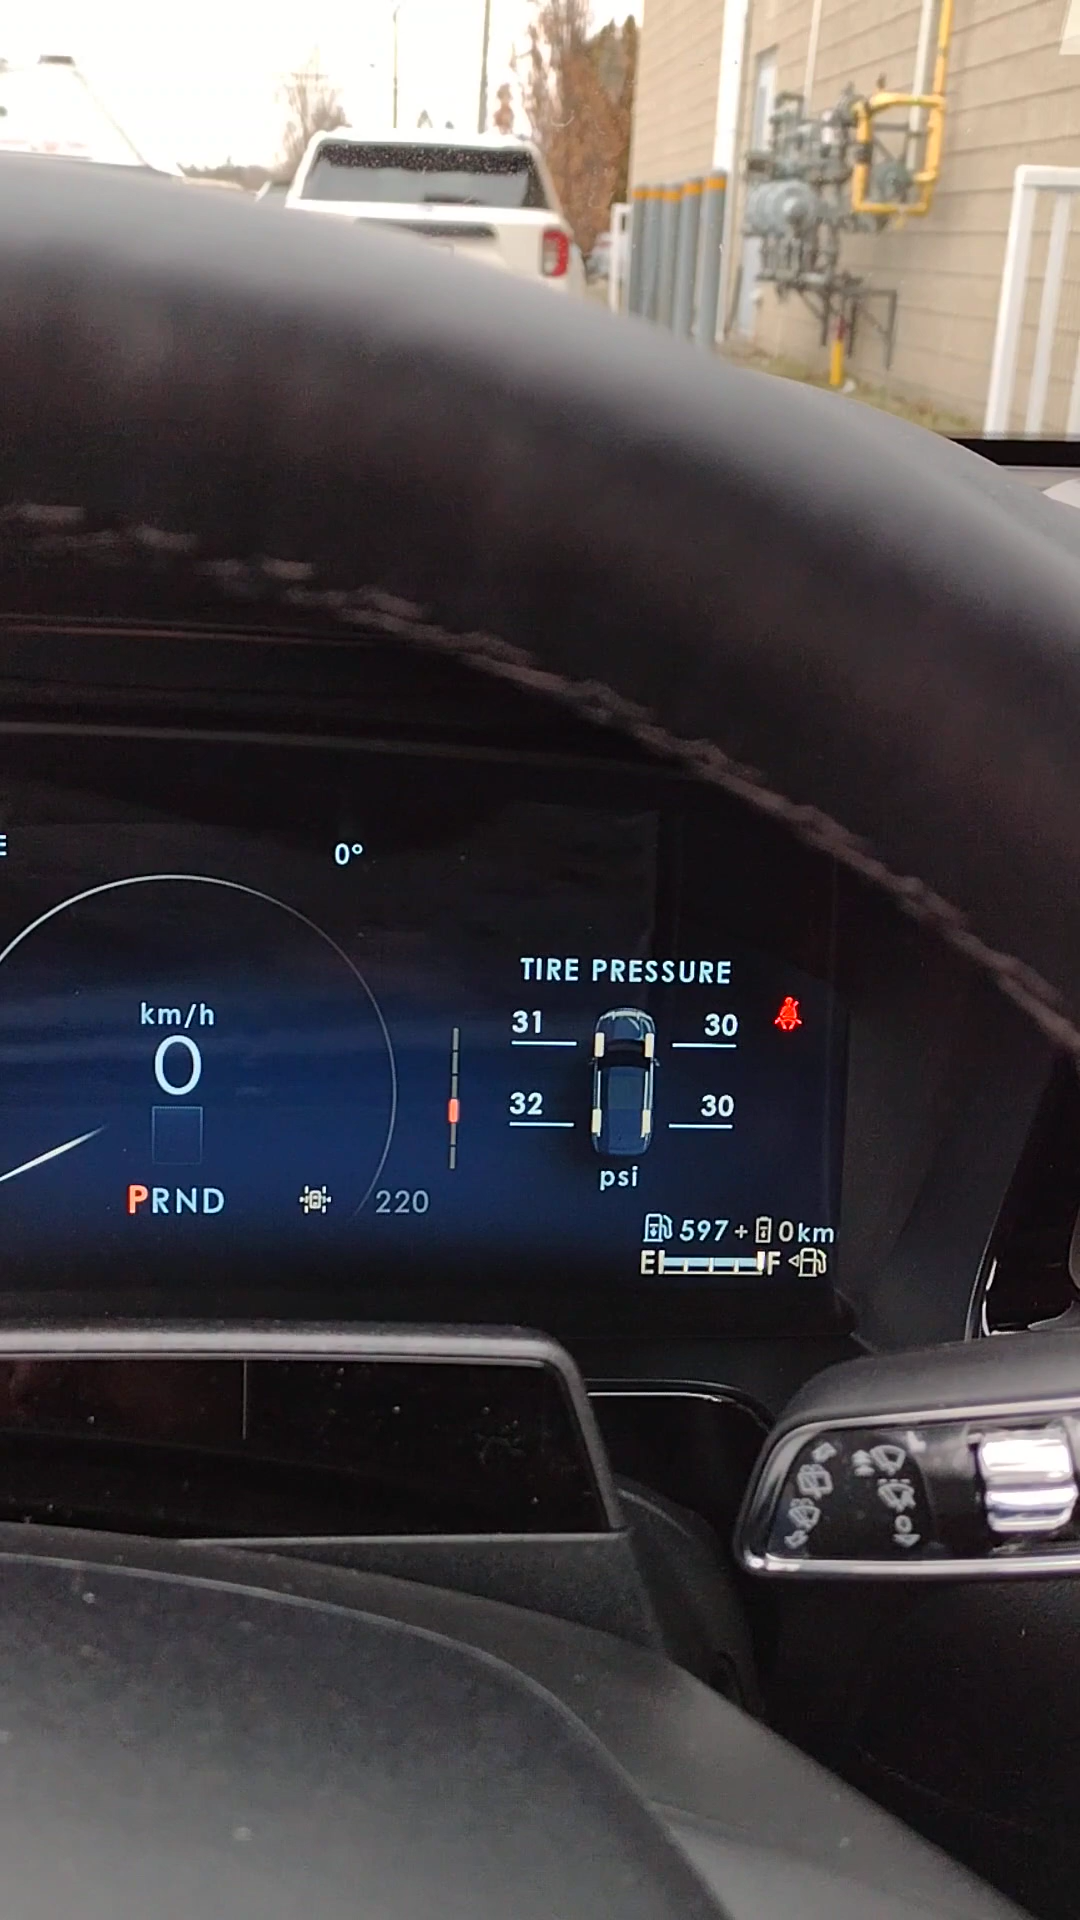 0°
TIRE PRESSURE
km/h
31 30
0
32 30
psi
PRND
220
597 + 0 km
E F